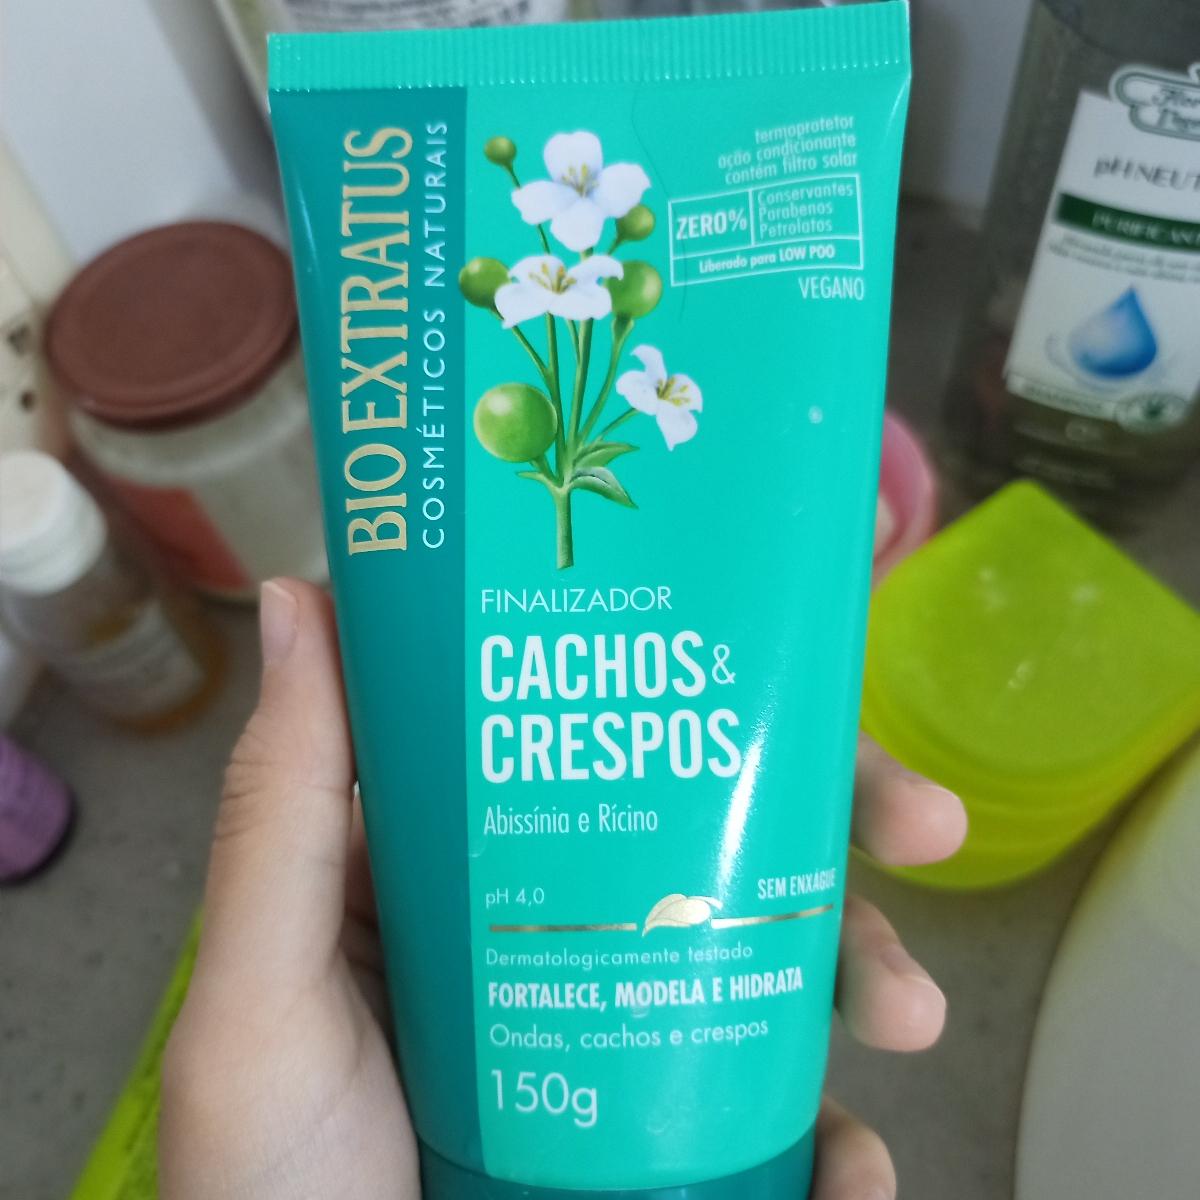 BIO EXTRATUS
COSMÉTICOS NATURAIS
termoprotetor
ação condicionante
contém filtro solar
ZERO%
Conservantes
Parabenos
Petrolatos
Liberado para LOW POO
VEGANO
FINALIZADOR
CACHOS &
CRESPOS
Abissínia e Rícino
pH 4,0
SEM ENXÁGUE
Dermatologicamente testado
FORTALECE, MODELA E HIDRATA
Ondas, cachos e crespos
150g
pH NEUT